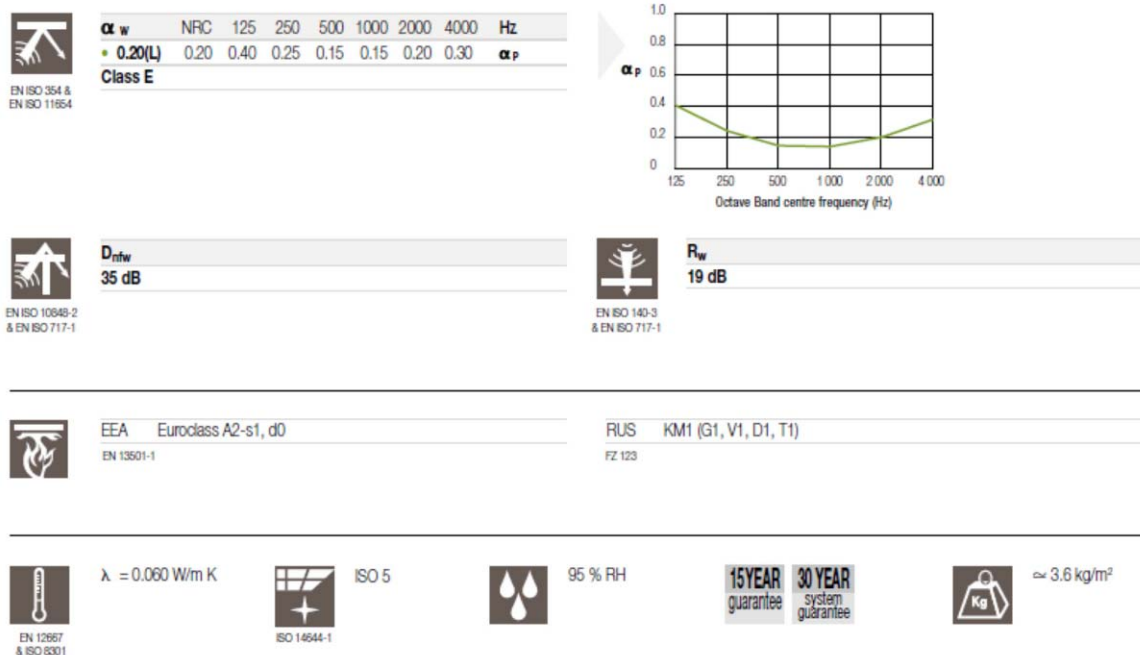 α w NRC 125 250 500 1000 2000 4000 Hz
• 0.20(L) 0.20 0.40 0.25 0.15 0.15 0.20 0.30 α p
Class E
EN ISO 354 &
EN ISO 11654
1.0
0.8
α p 0.6
0.4
0.2
0
125 250 500 1 000 2 000 4 000
Octave Band centre frequency (Hz)
Dnfw
35 dB
EN ISO 10848-2
& EN ISO 717-1
Rw
19 dB
EN ISO 140-3
& EN ISO 717-1
EEA Euroclass A2-s1, d0
EN 13501-1
RUS KM1 (G1, V1, D1, T1)
FZ 123
λ = 0.060 W/m K
EN 12667
& ISO 8301
ISO 5
ISO 14644-1
95 % RH
15 YEAR
guarantee
30 YEAR
system
guarantee
Kg
≃ 3.6 kg/m²